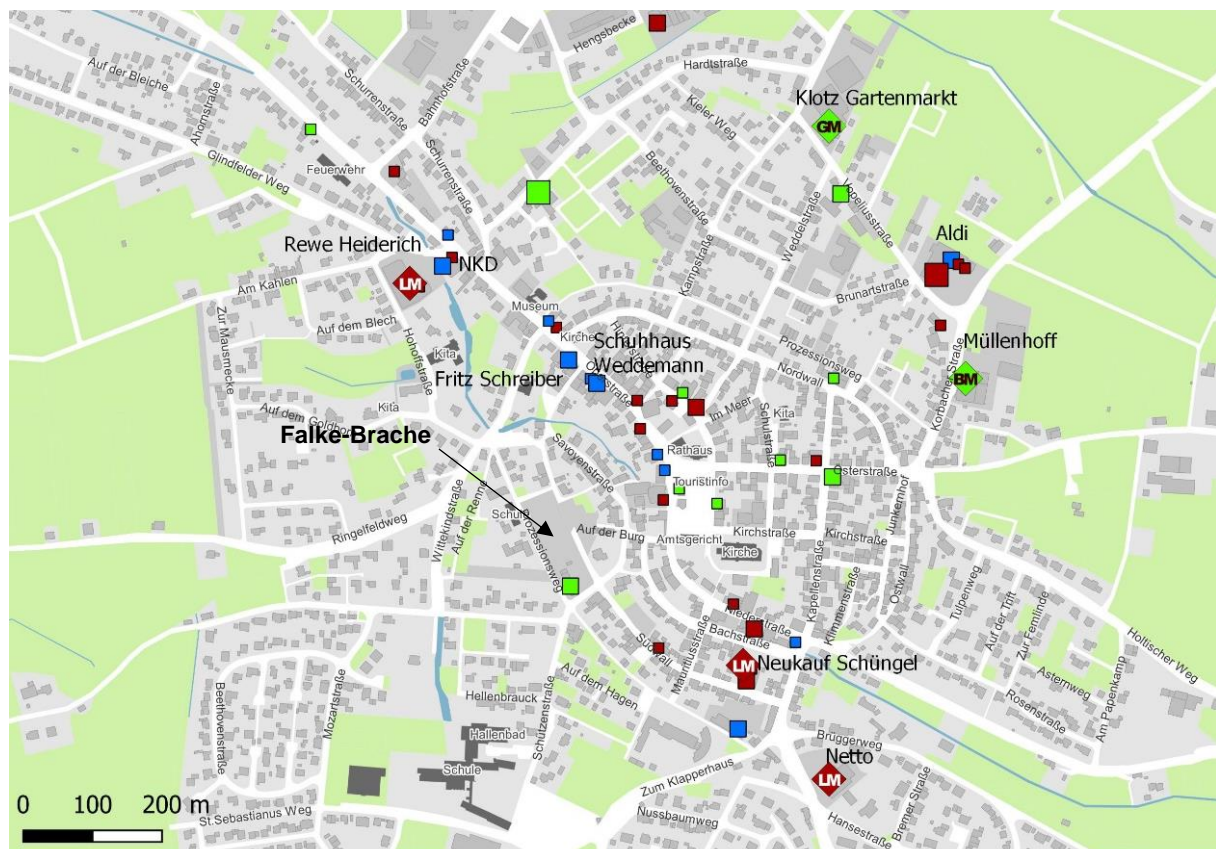 Hengsbecke
Hardtstraße
Auf der Bleiche
Schurrenstraße
Bahnhofstraße
Ahornstraße
Klotz Gartenmarkt
GM
Kieler Weg
Glindfelder Weg
Feuerwehr
Schurrenstraße
Beethovenstraße
Vopeliusstraße
Weddelstraße
Rewe Heiderich
NKD
Aldi
LM
Am Kahlen
Kampstraße
Brunartstraße
Museum
Auf dem Blech
Zur Mausmecke
Hohoffstraße
Kirche
Schuhhaus
Weddemann
Prozessionsweg
Müllenhoff
Kita
Nordwall
Fritz Schreiber
BM
Korbacher Straße
Kita
Auf dem Goldborn
Im Meer
Schulstraße
Kita
Falke-Brache
Savoyenstraße
Rathaus
Osterstraße
Touristinfo
Wittekindstraße
Auf der Renne
Junkernhof
Ringelfeldweg
Prozessionsweg
Auf der Burg
Amtsgericht
Kirchstraße
Kirchstraße
Kirche
Kapellenstraße
Klimmenstraße
Ostwall
Tulpenweg
Auf der Trift
Zur Femlinde
Niederstraße
Bachstraße
Südwall
Mauritiusstraße
LM
Neukauf Schüngel
Holtischer Weg
Asternweg
Rosenstraße
Am Papenkamp
Auf dem Hagen
Hellenbrauck
Beethovenstraße
Mozartstraße
Schützenstraße
Hallenbad
Schule
Brüggerweg
Netto
LM
Zum Klapperhaus
Bremer Straße
Nussbaumweg
Hansestraße
St.Sebastianus Weg
0 100 200 m